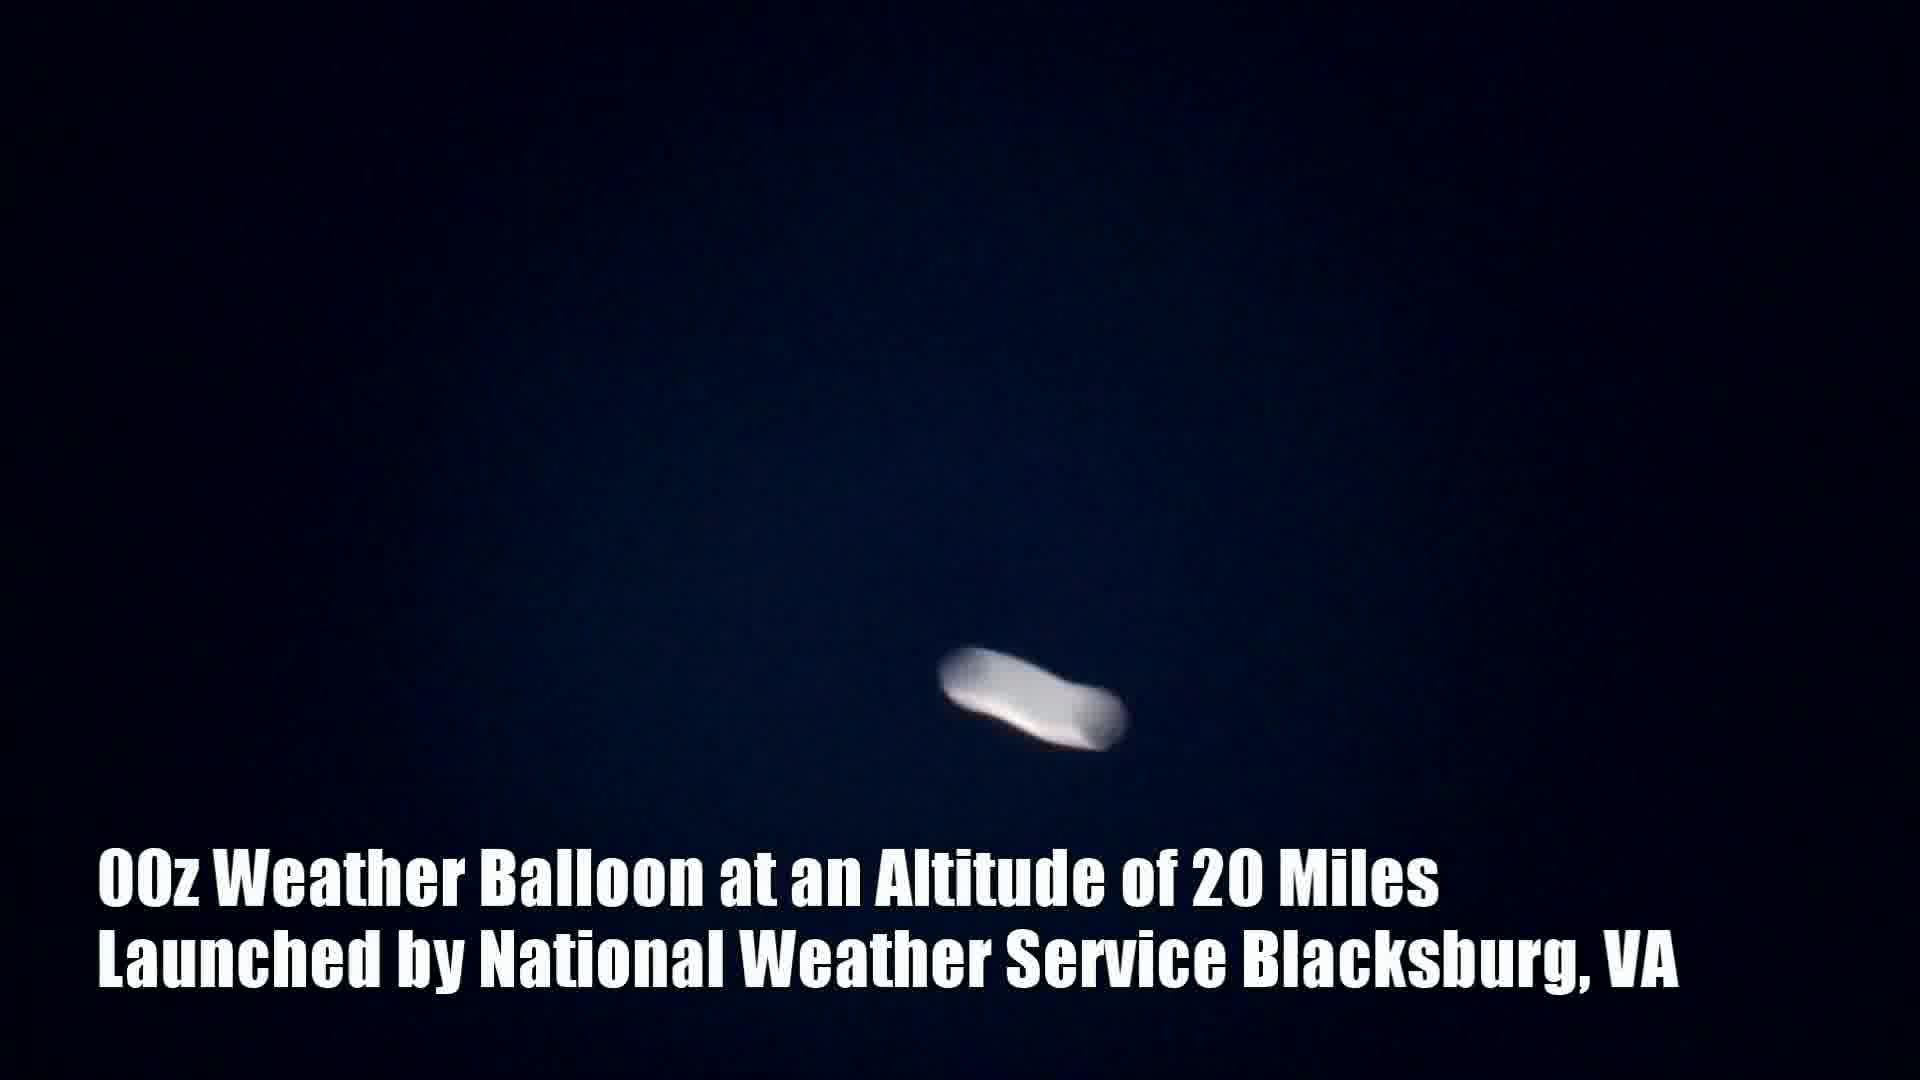 00z Weather Balloon at an Altitude of 20 Miles
Launched by National Weather Service Blacksburg, VA